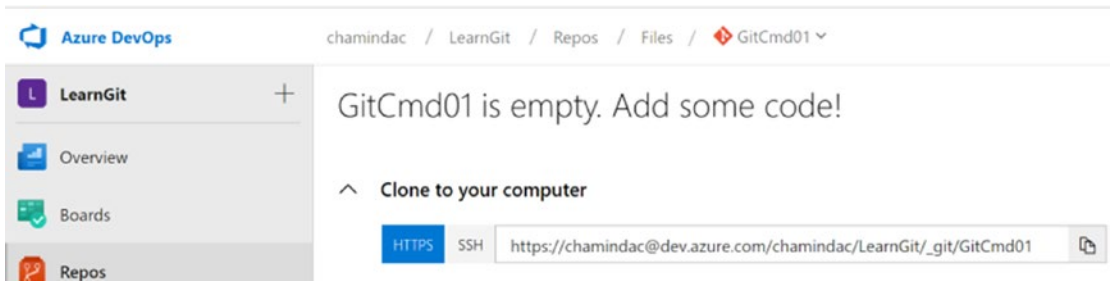 Azure DevOps
chamindac / LearnGit / Repos / Files / GitCmd01
L LearnGit +
GitCmd01 is empty. Add some code!
Overview
Clone to your computer
Boards
HTTPS SSH https://chamindac@dev.azure.com/chamindac/LearnGit/_git/GitCmd01
Repos